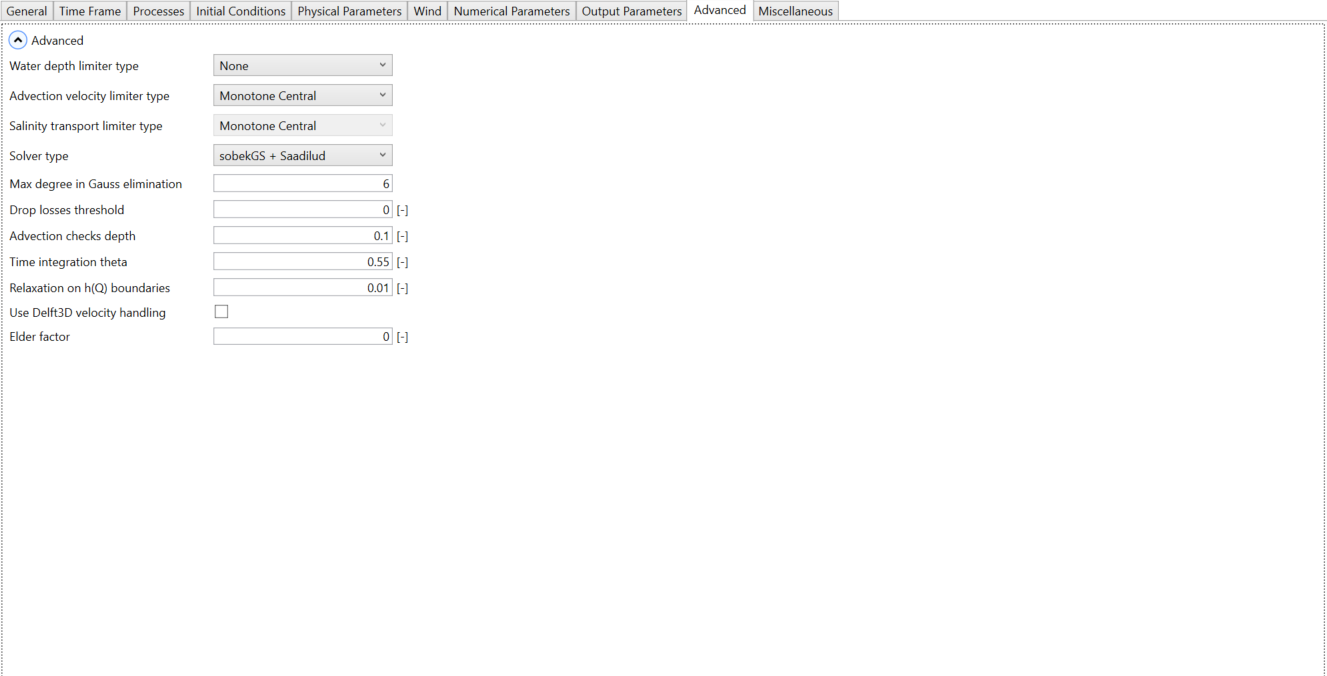 General Time Frame Processes Initial Conditions Physical Parameters Wind Numerical Parameters Output Parameters Advanced Miscellaneous
Advanced
Water depth limiter type None
Advection velocity limiter type Monotone Central
Salinity transport limiter type Monotone Central
Solver type sobekGS + Saadilud
Max degree in Gauss elimination 6
Drop losses threshold 0 [-]
Advection checks depth 0.1 [-]
Time integration theta 0.55 [-]
Relaxation on h(Q) boundaries 0.01 [-]
Use Delft3D velocity handling
Elder factor 0 [-]